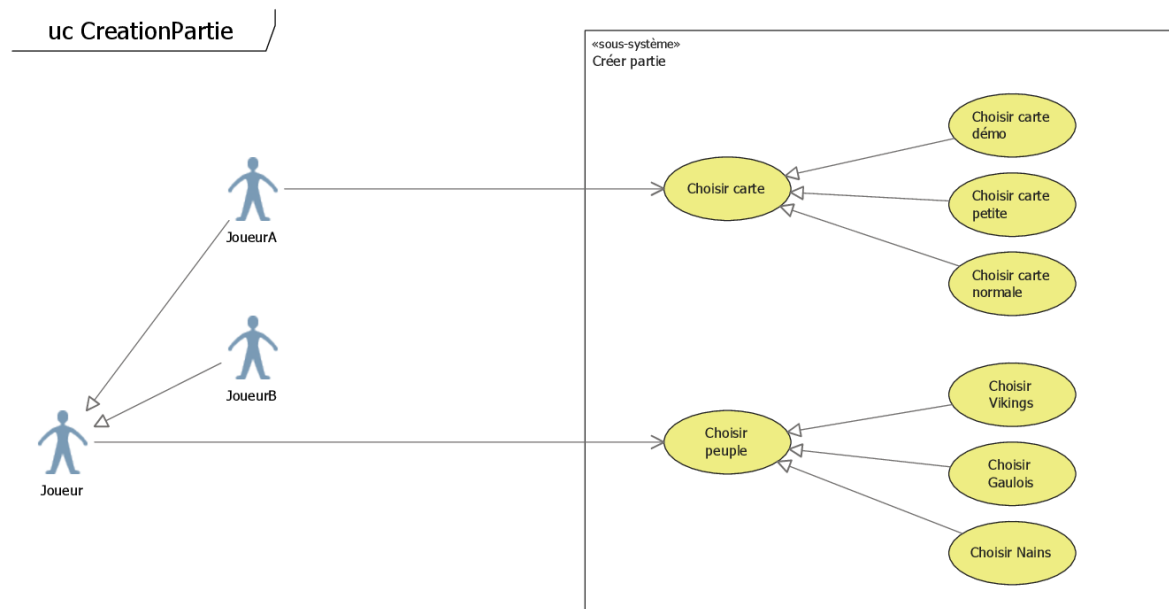 uc CreationPartie
«sous-système»
Créer partie
Choisir carte
démo
JoueurA
Choisir carte
Choisir carte
petite
Choisir carte
normale
JoueurB
Choisir
Vikings
Joueur
Choisir
peuple
Choisir
Gaulois
Choisir Nains